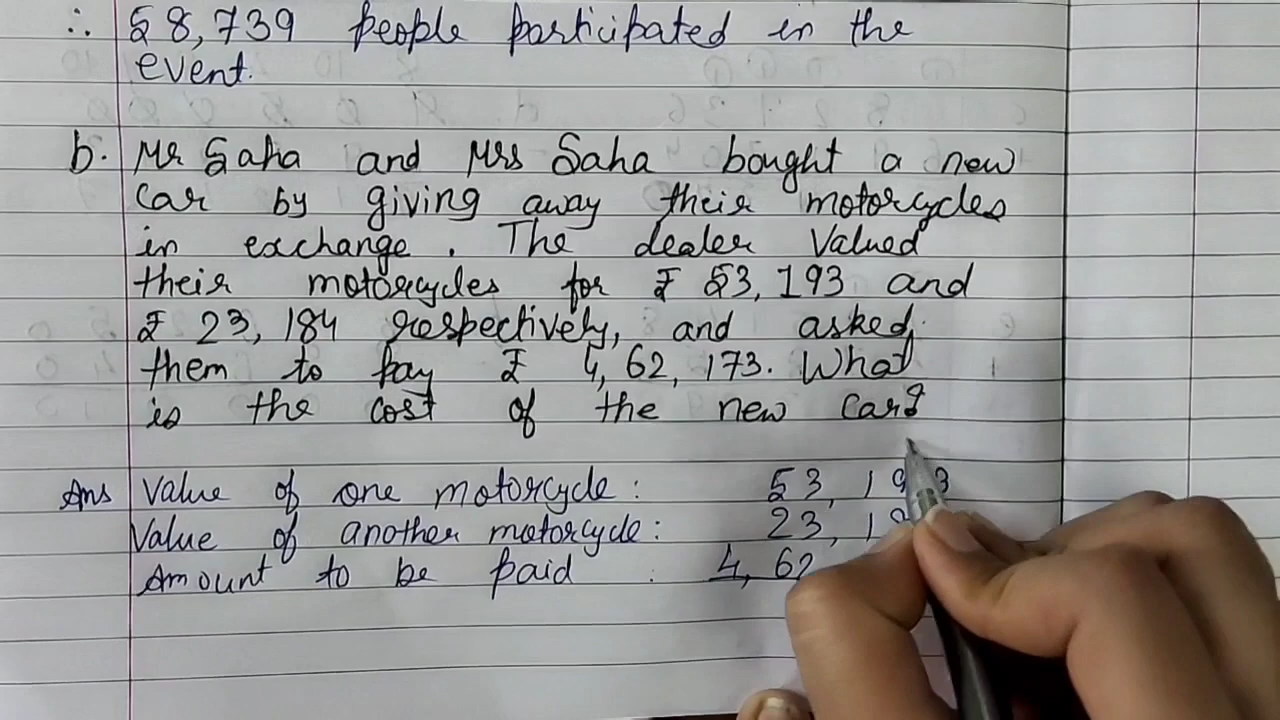 ∴ 58,739 people participated in the
event.
b. Mr Saha and Mrs Saha bought a new
car by giving away their motorcycles
in exchange. The dealer valued
their motorcycles for ₹ 53,193 and
₹ 23,184 respectively, and asked
them to pay ₹ 4,62,173. What
is the cost of the new car?
Ans Value of one motorcycle: 53,193
Value of another motorcycle: 23,1
Amount to be paid : 4,62